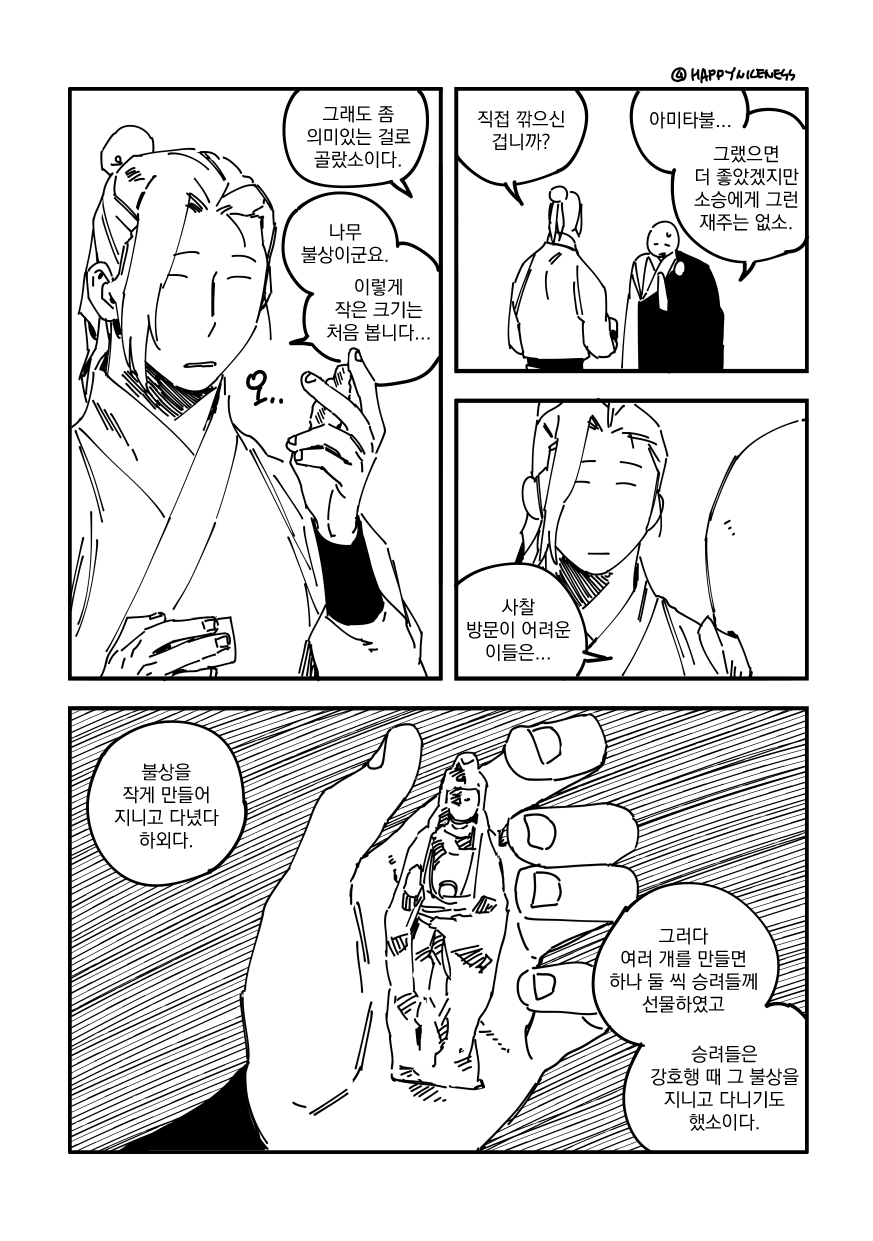 @HAPPYNICENESS
그래도 좀
의미있는 걸로
골랐소이다.
나무
불상이군요.
이렇게
작은 크기는
처음 봅니다...
오..
직접 깎으신
겁니까?
아미타불...
그랬으면
더 좋았겠지만
소승에게 그런
재주는 없소.
사찰
방문이 어려운
이들은...
불상을
작게 만들어
지니고 다녔다
하외다.
그러다
여러 개를 만들면
하나 둘 씩 승려들께
선물하였고
승려들은
강호행 때 그 불상을
지니고 다니기도
했소이다.